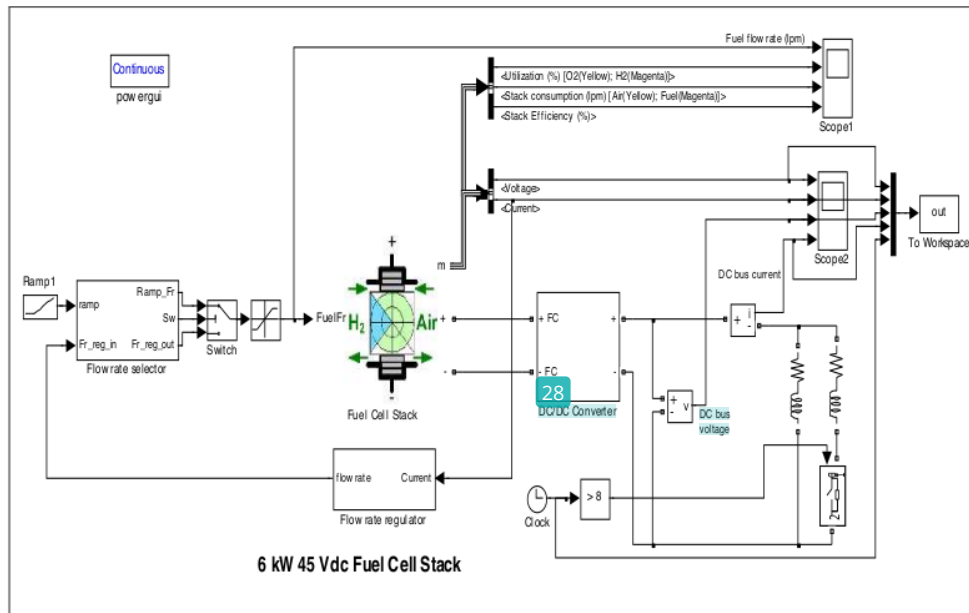 Fuel flow rate (lpm)
Continuous
powergui
<Utilization (%) [O2(Yellow); H2(Magenta)]>
<Stack consumption (lpm) [Air(Yellow); Fuel(Magenta)]>
<Stack Efficiency (%)>
Scope1
<Voltage>
<Current>
out
To Workspace
Scope2
DC bus current
m
Ramp1
ramp
Ramp_Fr
Sw
Fr_reg_in
Fr_reg_out
Flow rate selector
Switch
FuelFr
+
H2
Air
-
Fuel Cell Stack
+
-
+ FC
- FC
+
-
28
DC/DC Converter
+
i
-
+
-
v
DC bus
voltage
flow rate
Current
Flow rate regulator
Clock
> 8
2
6 kW 45 Vdc Fuel Cell Stack